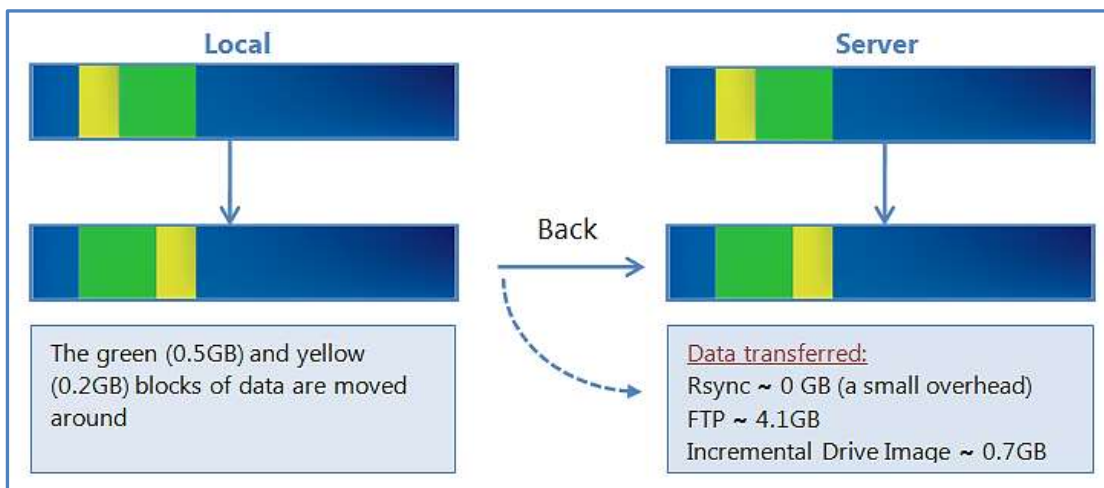 Local
Server
Back
The green (0.5GB) and yellow
(0.2GB) blocks of data are moved
around
Data transferred:
Rsync ~ 0 GB (a small overhead)
FTP ~ 4.1GB
Incremental Drive Image ~ 0.7GB